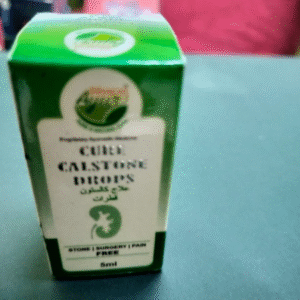 Proprietary Ayurvedic Medicine
CURE
CALSTONE
DROPS
علاج كالستون
قطرات
STONE | SURGERY | PAIN
FREE
5ml